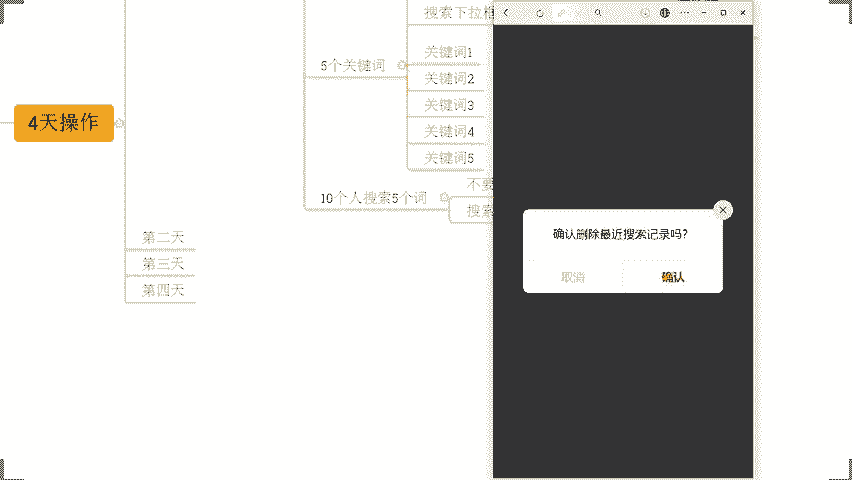 搜索下拉框
5个关键词
关键词1
关键词2
关键词3
关键词4
关键词5
4天操作
10个人搜索5个词
不要
搜索
第二天
第三天
第四天
确认删除最近搜索记录吗?
取消
确认